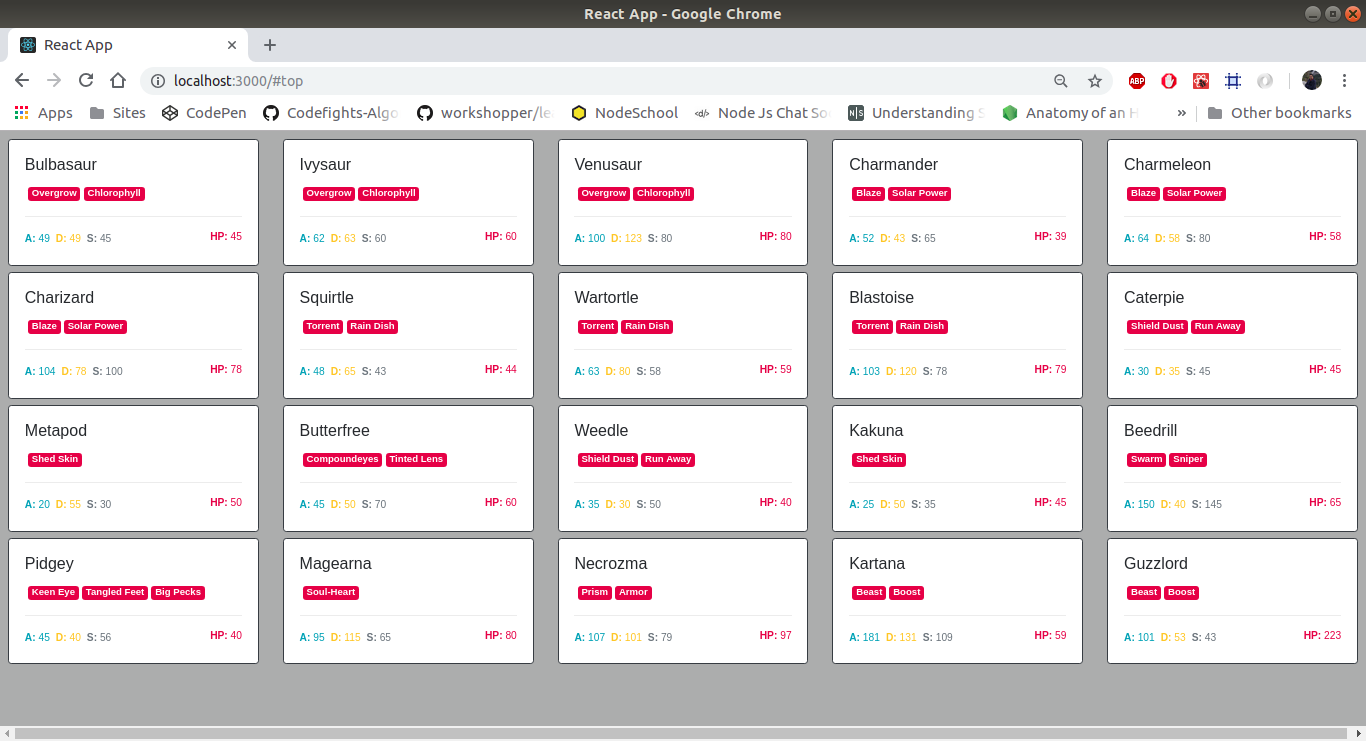 React App - Google Chrome
React App
localhost:3000/#top
ABP
Apps
Sites
CodePen
Codefights-Algo
workshopper/le
NodeSchool
</> Node Js Chat So
N|S Understanding S
Anatomy of an H
»
Other bookmarks
Bulbasaur
Overgrow Chlorophyll
A: 49 D: 49 S: 45 HP: 45
Ivysaur
Overgrow Chlorophyll
A: 62 D: 63 S: 60 HP: 60
Venusaur
Overgrow Chlorophyll
A: 100 D: 123 S: 80 HP: 80
Charmander
Blaze Solar Power
A: 52 D: 43 S: 65 HP: 39
Charmeleon
Blaze Solar Power
A: 64 D: 58 S: 80 HP: 58
Charizard
Blaze Solar Power
A: 104 D: 78 S: 100 HP: 78
Squirtle
Torrent Rain Dish
A: 48 D: 65 S: 43 HP: 44
Wartortle
Torrent Rain Dish
A: 63 D: 80 S: 58 HP: 59
Blastoise
Torrent Rain Dish
A: 103 D: 120 S: 78 HP: 79
Caterpie
Shield Dust Run Away
A: 30 D: 35 S: 45 HP: 45
Metapod
Shed Skin
A: 20 D: 55 S: 30 HP: 50
Butterfree
Compoundeyes Tinted Lens
A: 45 D: 50 S: 70 HP: 60
Weedle
Shield Dust Run Away
A: 35 D: 30 S: 50 HP: 40
Kakuna
Shed Skin
A: 25 D: 50 S: 35 HP: 45
Beedrill
Swarm Sniper
A: 150 D: 40 S: 145 HP: 65
Pidgey
Keen Eye Tangled Feet Big Pecks
A: 45 D: 40 S: 56 HP: 40
Magearna
Soul-Heart
A: 95 D: 115 S: 65 HP: 80
Necrozma
Prism Armor
A: 107 D: 101 S: 79 HP: 97
Kartana
Beast Boost
A: 181 D: 131 S: 109 HP: 59
Guzzlord
Beast Boost
A: 101 D: 53 S: 43 HP: 223